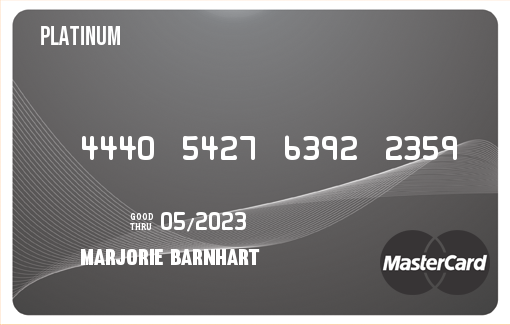 PLATINUM
4440 5427 6392 2359
GOOD THRU 05/2023
MARJORIE BARNHART
MasterCard